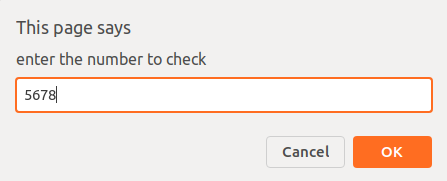 This page says
enter the number to check
5678
Cancel OK